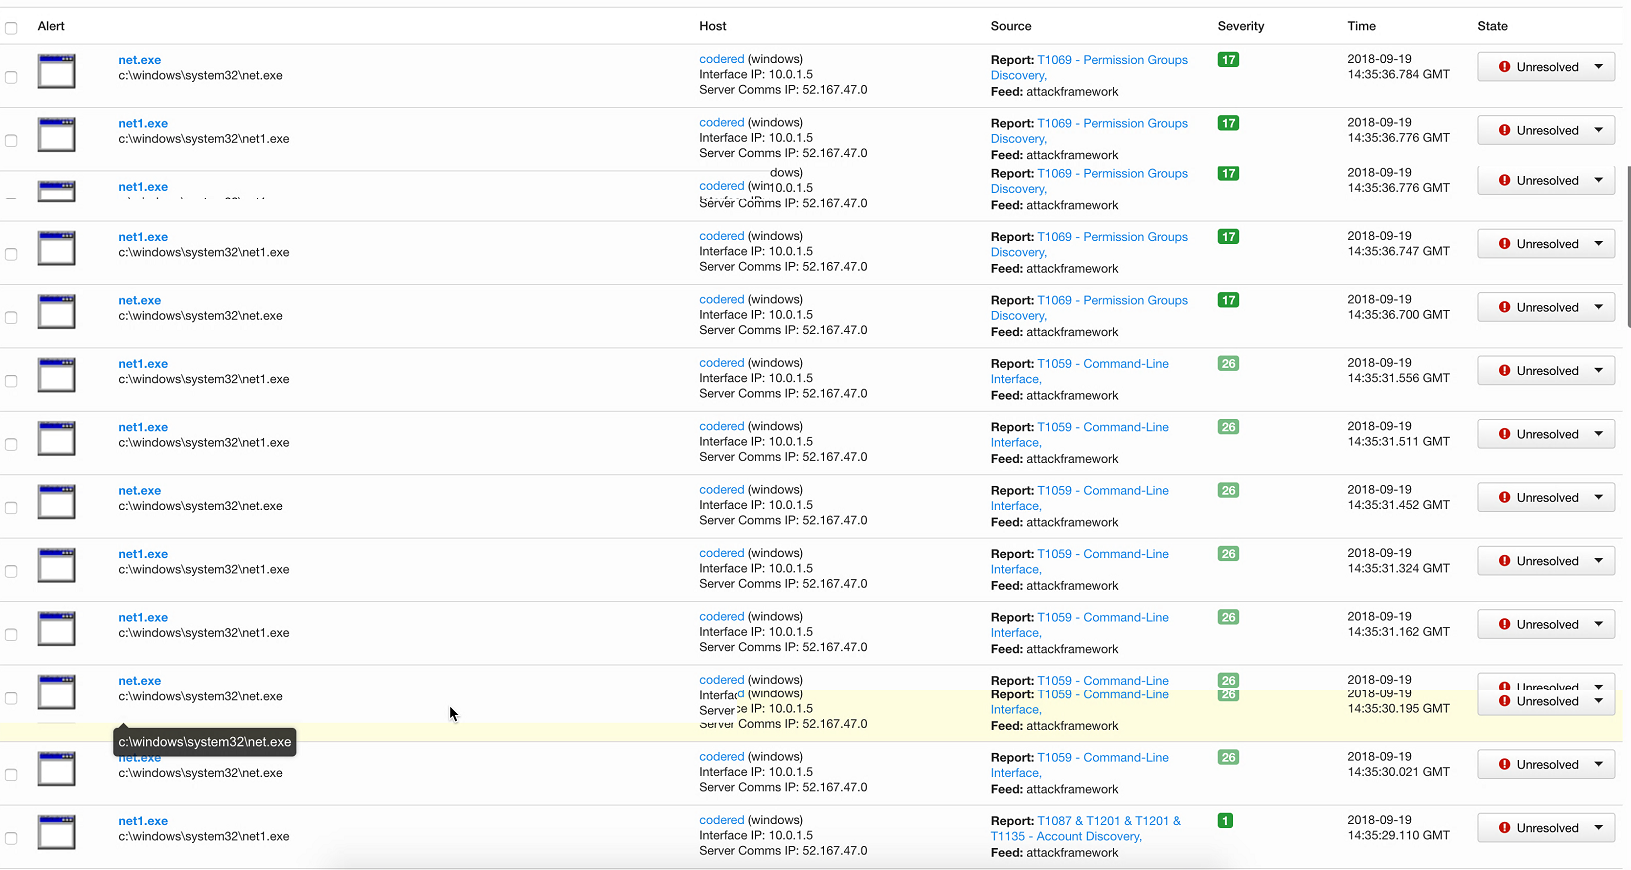 Alert Host Source Severity Time State
net.exe codered (windows) Report: T1069 - Permission Groups 17 2018-09-19 Unresolved
c:\windows\system32\net.exe Interface IP: 10.0.1.5 Discovery, 14:35:36.784 GMT
Server Comms IP: 52.167.47.0 Feed: attackframework
net1.exe codered (windows) Report: T1069 - Permission Groups 17 2018-09-19 Unresolved
c:\windows\system32\net1.exe Interface IP: 10.0.1.5 Discovery, 14:35:36.776 GMT
Server Comms IP: 52.167.47.0 Feed: attackframework
dows) Report: T1069 - Permission Groups 17 2018-09-19 Unresolved
net1.exe codered (win10.0.1.5 Discovery, 14:35:36.776 GMT
Server Comms IP: 52.167.47.0 Feed: attackframework
net1.exe codered (windows) Report: T1069 - Permission Groups 17 2018-09-19 Unresolved
c:\windows\system32\net1.exe Interface IP: 10.0.1.5 Discovery, 14:35:36.747 GMT
Server Comms IP: 52.167.47.0 Feed: attackframework
net.exe codered (windows) Report: T1069 - Permission Groups 17 2018-09-19 Unresolved
c:\windows\system32\net.exe Interface IP: 10.0.1.5 Discovery, 14:35:36.700 GMT
Server Comms IP: 52.167.47.0 Feed: attackframework
net1.exe codered (windows) Report: T1059 - Command-Line 26 2018-09-19 Unresolved
c:\windows\system32\net1.exe Interface IP: 10.0.1.5 Interface, 14:35:31.556 GMT
Server Comms IP: 52.167.47.0 Feed: attackframework
net1.exe codered (windows) Report: T1059 - Command-Line 26 2018-09-19 Unresolved
c:\windows\system32\net1.exe Interface IP: 10.0.1.5 Interface, 14:35:31.511 GMT
Server Comms IP: 52.167.47.0 Feed: attackframework
net.exe codered (windows) Report: T1059 - Command-Line 26 2018-09-19 Unresolved
c:\windows\system32\net.exe Interface IP: 10.0.1.5 Interface, 14:35:31.452 GMT
Server Comms IP: 52.167.47.0 Feed: attackframework
net1.exe codered (windows) Report: T1059 - Command-Line 26 2018-09-19 Unresolved
c:\windows\system32\net1.exe Interface IP: 10.0.1.5 Interface, 14:35:31.324 GMT
Server Comms IP: 52.167.47.0 Feed: attackframework
net1.exe codered (windows) Report: T1059 - Command-Line 26 2018-09-19 Unresolved
c:\windows\system32\net1.exe Interface IP: 10.0.1.5 Interface, 14:35:31.162 GMT
Server Comms IP: 52.167.47.0 Feed: attackframework
net.exe codered (windows) Report: T1059 - Command-Line 26 2018-09-19 Unresolved
c:\windows\system32\net.exe (windows) Report: T1059 - Command-Line 26 2018-09-19 Unresolved
IP: 10.0.1.5 Interface, 14:35:30.195 GMT
Server Comms IP: 52.167.47.0 Feed: attackframework
c:\windows\system32\net.exe
net.exe codered (windows) Report: T1059 - Command-Line 26 2018-09-19 Unresolved
c:\windows\system32\net.exe Interface IP: 10.0.1.5 Interface, 14:35:30.021 GMT
Server Comms IP: 52.167.47.0 Feed: attackframework
net1.exe codered (windows) Report: T1087 & T1201 & T1201 & 1 2018-09-19 Unresolved
c:\windows\system32\net1.exe Interface IP: 10.0.1.5 T1135 - Account Discovery, 14:35:29.110 GMT
Server Comms IP: 52.167.47.0 Feed: attackframework